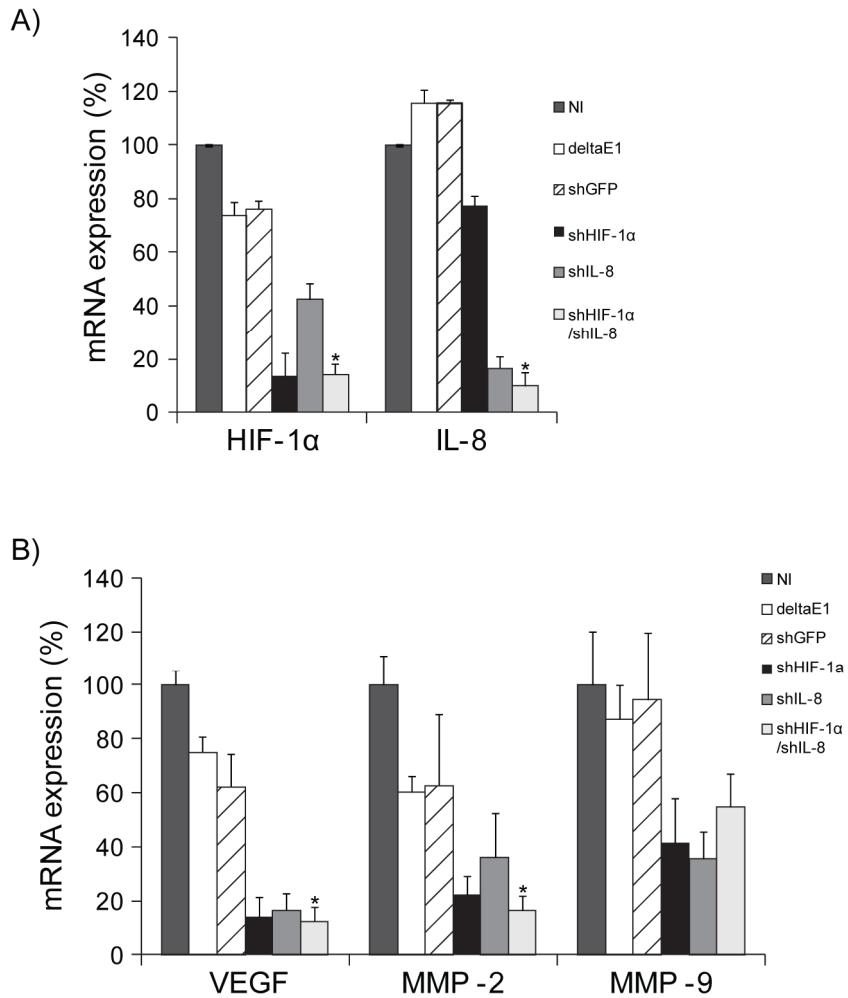 A)
mRNA expression (%)
140
120
100
80
60
40
20
0
*
*
HIF-1α
IL-8
NI
deltaE1
shGFP
shHIF-1α
shIL-8
shHIF-1α
/shIL-8
B)
mRNA expression (%)
140
120
100
80
60
40
20
0
*
*
VEGF
MMP -2
MMP -9
NI
deltaE1
shGFP
shHIF-1a
shIL-8
shHIF-1α
/shIL-8